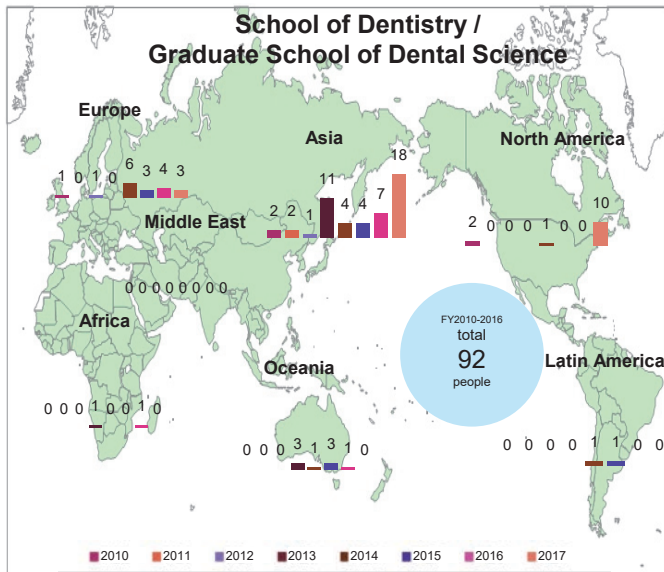 School of Dentistry /
Graduate School of Dental Science
Europe
1 0 1 0 6 3 4 3
Asia
2 2 1 11 4 4 7 18
North America
2 0 0 0 1 0 0 10
Middle East
0 0 0 0 0 0 0 0
Africa
0 0 0 1 0 0 1 0
FY2010-2016
total
92
people
Oceania
0 0 0 3 1 3 1 0
Latin America
0 0 0 0 1 1 0 0
2010 2011 2012 2013 2014 2015 2016 2017